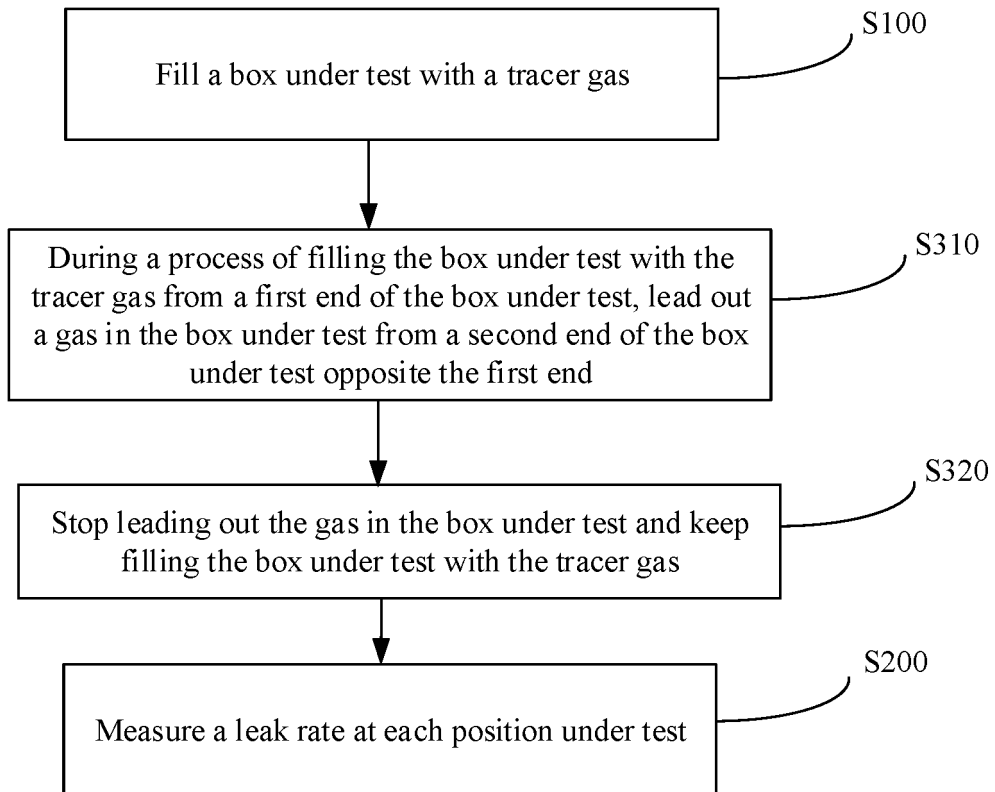 S100
Fill a box under test with a tracer gas
S310
During a process of filling the box under test with the
tracer gas from a first end of the box under test, lead out
a gas in the box under test from a second end of the box
under test opposite the first end
S320
Stop leading out the gas in the box under test and keep
filling the box under test with the tracer gas
S200
Measure a leak rate at each position under test